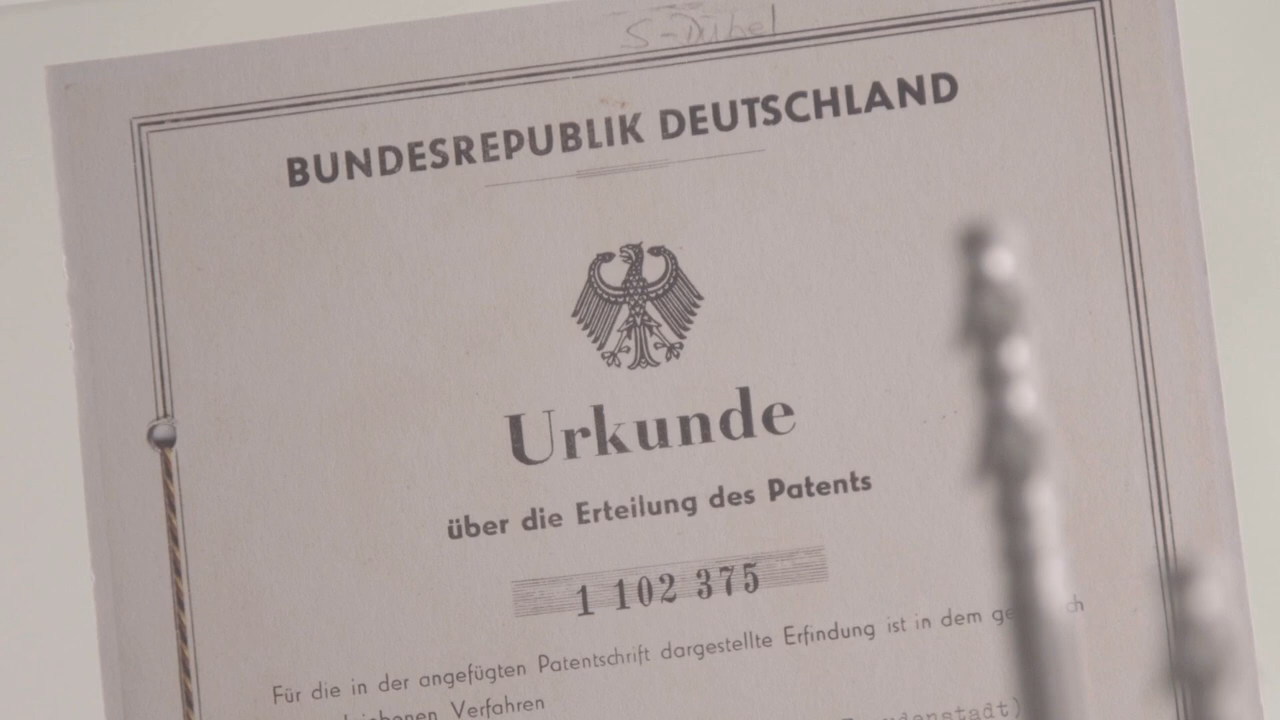 S-Dübel
BUNDESREPUBLIK DEUTSCHLAND
Urkunde
über die Erteilung des Patents
1 102 375
Für die in der angefügten Patentschrift dargestellte Erfindung ist in dem
Verfahren